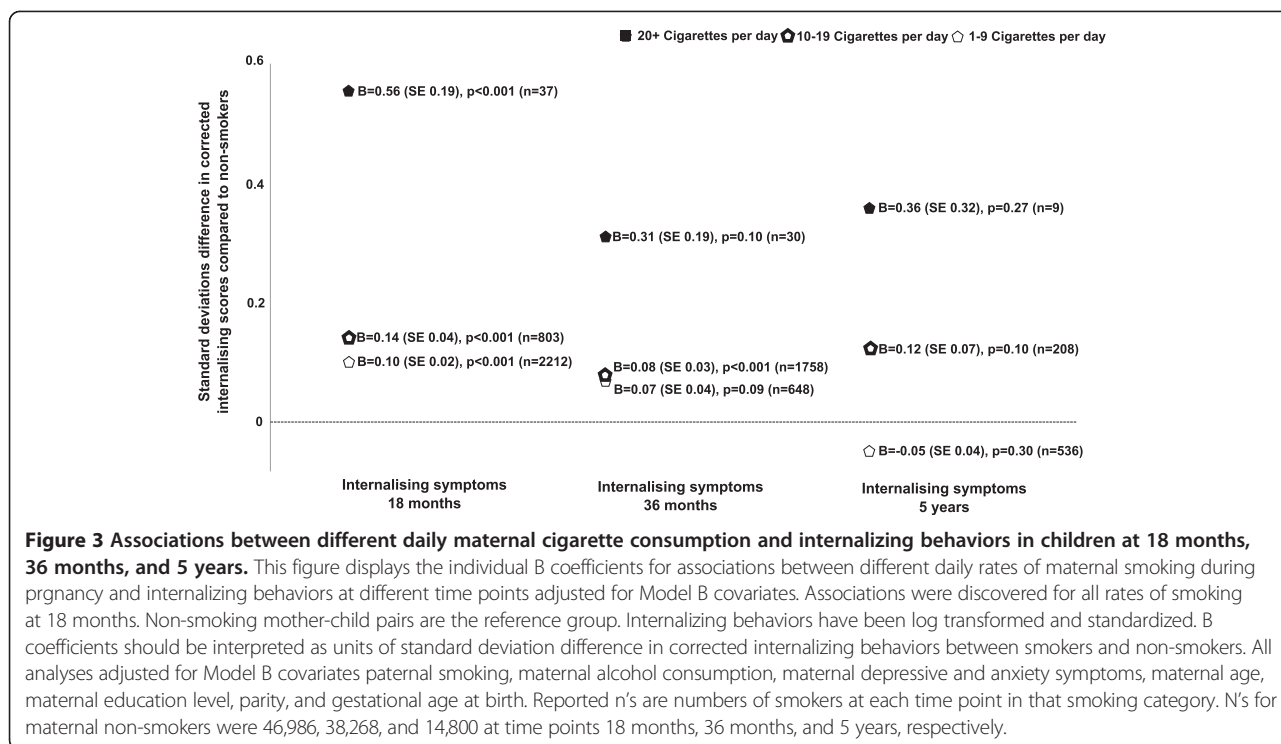 20+ Cigarettes per day 10-19 Cigarettes per day 1-9 Cigarettes per day
Standard deviations difference in corrected
internalising scores compared to non-smokers
0.6
0.4
0.2
0
B=0.56 (SE 0.19), p<0.001 (n=37)
B=0.14 (SE 0.04), p<0.001 (n=803)
B=0.10 (SE 0.02), p<0.001 (n=2212)
B=0.31 (SE 0.19), p=0.10 (n=30)
B=0.08 (SE 0.03), p<0.001 (n=1758)
B=0.07 (SE 0.04), p=0.09 (n=648)
B=0.36 (SE 0.32), p=0.27 (n=9)
B=0.12 (SE 0.07), p=0.10 (n=208)
B=-0.05 (SE 0.04), p=0.30 (n=536)
Internalising symptoms
18 months
Internalising symptoms
36 months
Internalising symptoms
5 years
Figure 3 Associations between different daily maternal cigarette consumption and internalizing behaviors in children at 18 months,
36 months, and 5 years. This figure displays the individual B coefficients for associations between different daily rates of maternal smoking during
prgnancy and internalizing behaviors at different time points adjusted for Model B covariates. Associations were discovered for all rates of smoking
at 18 months. Non-smoking mother-child pairs are the reference group. Internalizing behaviors have been log transformed and standardized. B
coefficients should be interpreted as units of standard deviation difference in corrected internalizing behaviors between smokers and non-smokers. All
analyses adjusted for Model B covariates paternal smoking, maternal alcohol consumption, maternal depressive and anxiety symptoms, maternal age,
maternal education level, parity, and gestational age at birth. Reported n's are numbers of smokers at each time point in that smoking category. N's for
maternal non-smokers were 46,986, 38,268, and 14,800 at time points 18 months, 36 months, and 5 years, respectively.